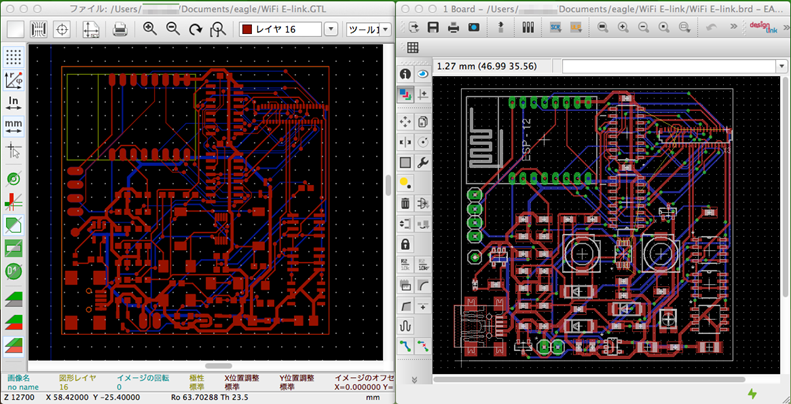 ファイル: /Users/ /Documents/eagle/WiFi E-link.GTL
レイヤ 16
ツール1
In
mm
画像名 図形レイヤ イメージの回転 極性 X位置調整 Y位置調整 イメージのオフセ
no name 16 0 標準 標準 標準 X=0.000000 Y=
Z 12700 X 58.42000 Y -25.40000 Ro 63.70288 Th 23.5 mm
1 Board - /Users/ /Documents/eagle/WiFi E-link/WiFi E-link.brd - EA...
design link
1.27 mm (46.99 35.56)
ESP - 12